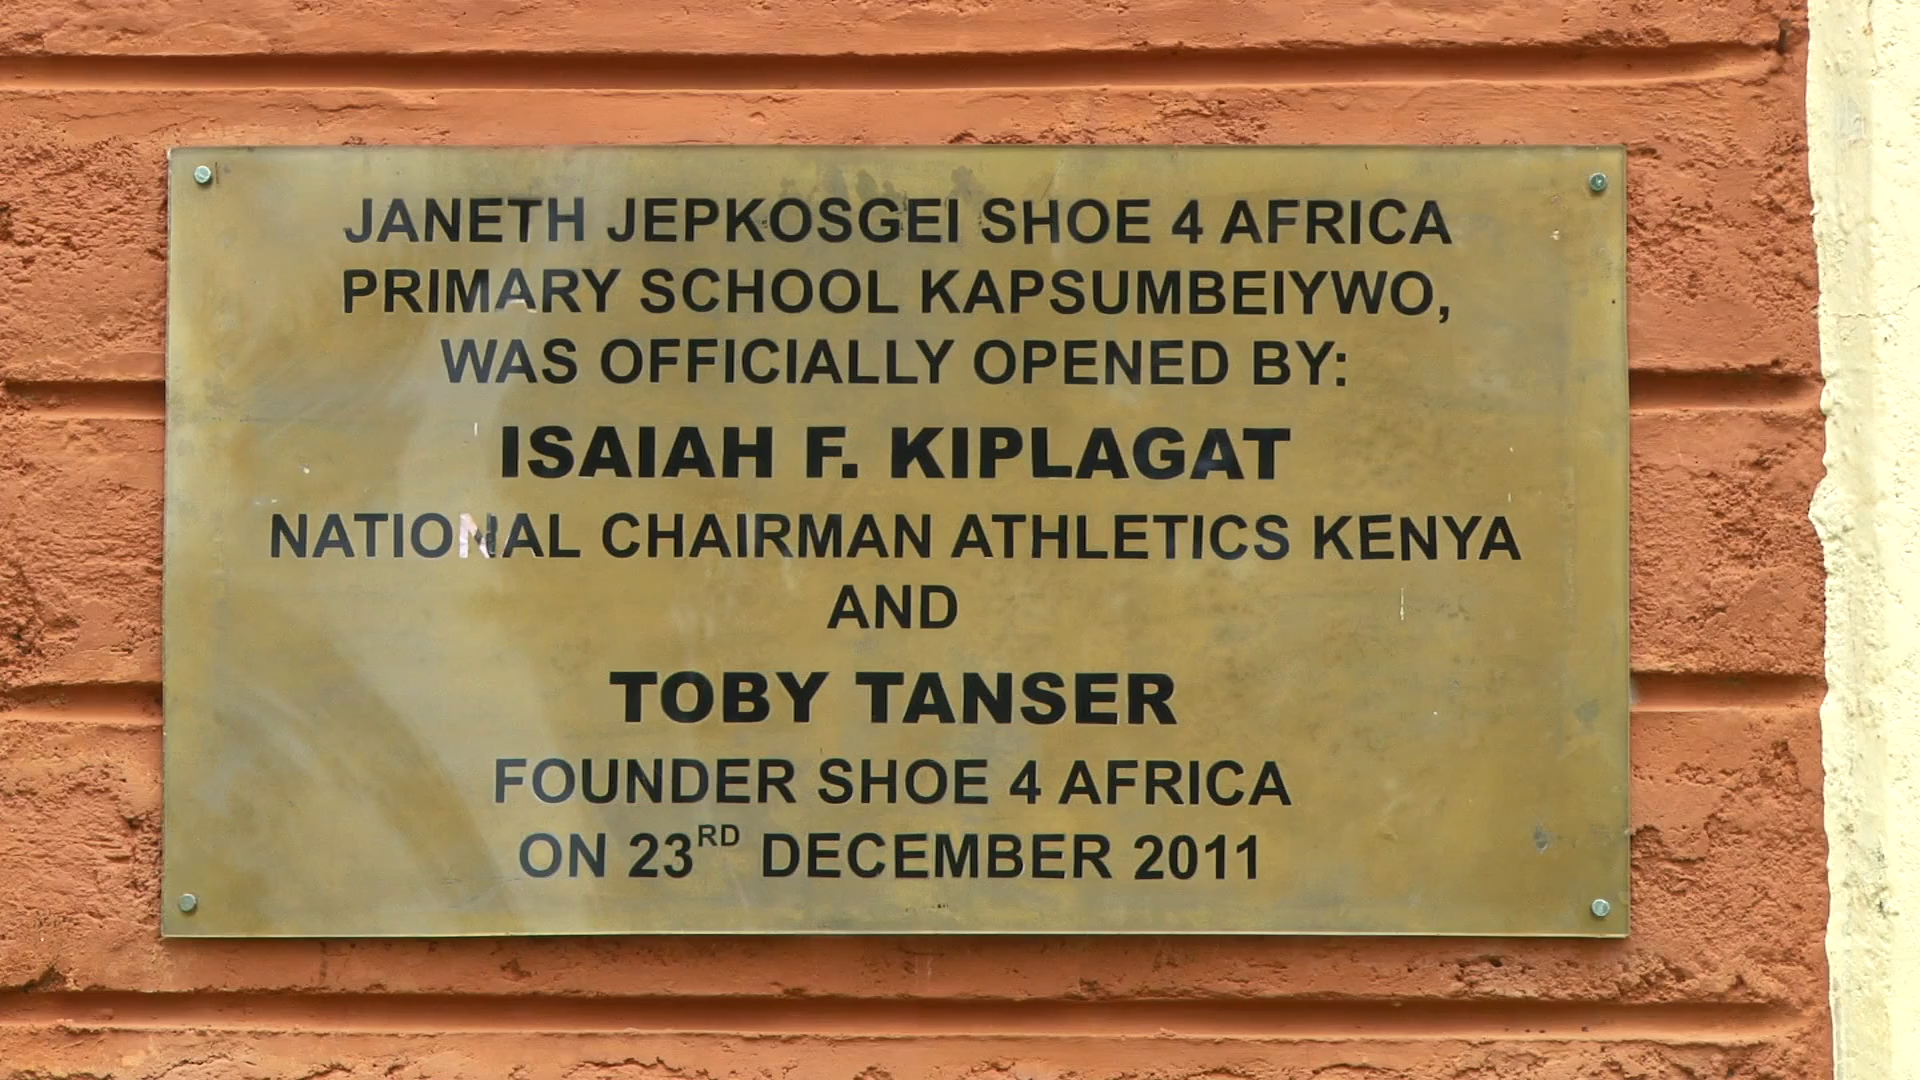 JANETH JEPKOSGEI SHOE 4 AFRICA
PRIMARY SCHOOL KAPSUMBEIYWO,
WAS OFFICIALLY OPENED BY:
ISAIAH F. KIPLAGAT
NATIONAL CHAIRMAN ATHLETICS KENYA
AND
TOBY TANSER
FOUNDER SHOE 4 AFRICA
ON 23RD DECEMBER 2011